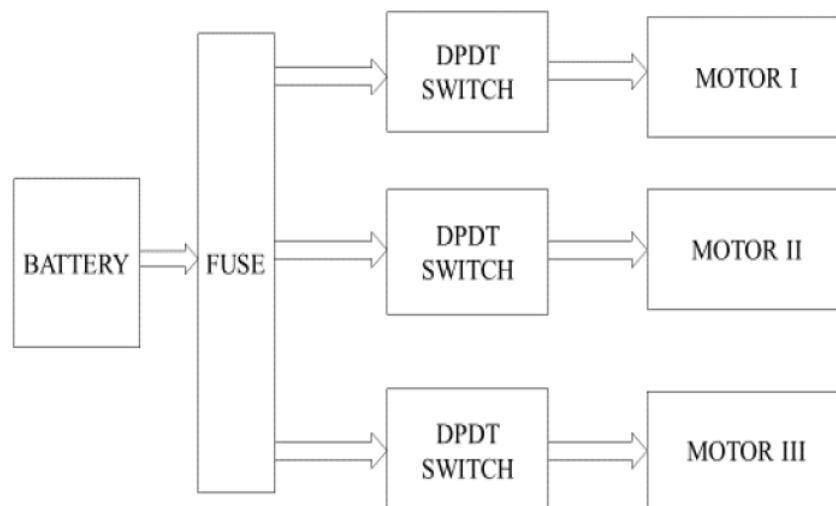 DPDT
SWITCH
MOTOR I
BATTERY
FUSE
DPDT
SWITCH
MOTOR II
DPDT
SWITCH
MOTOR III